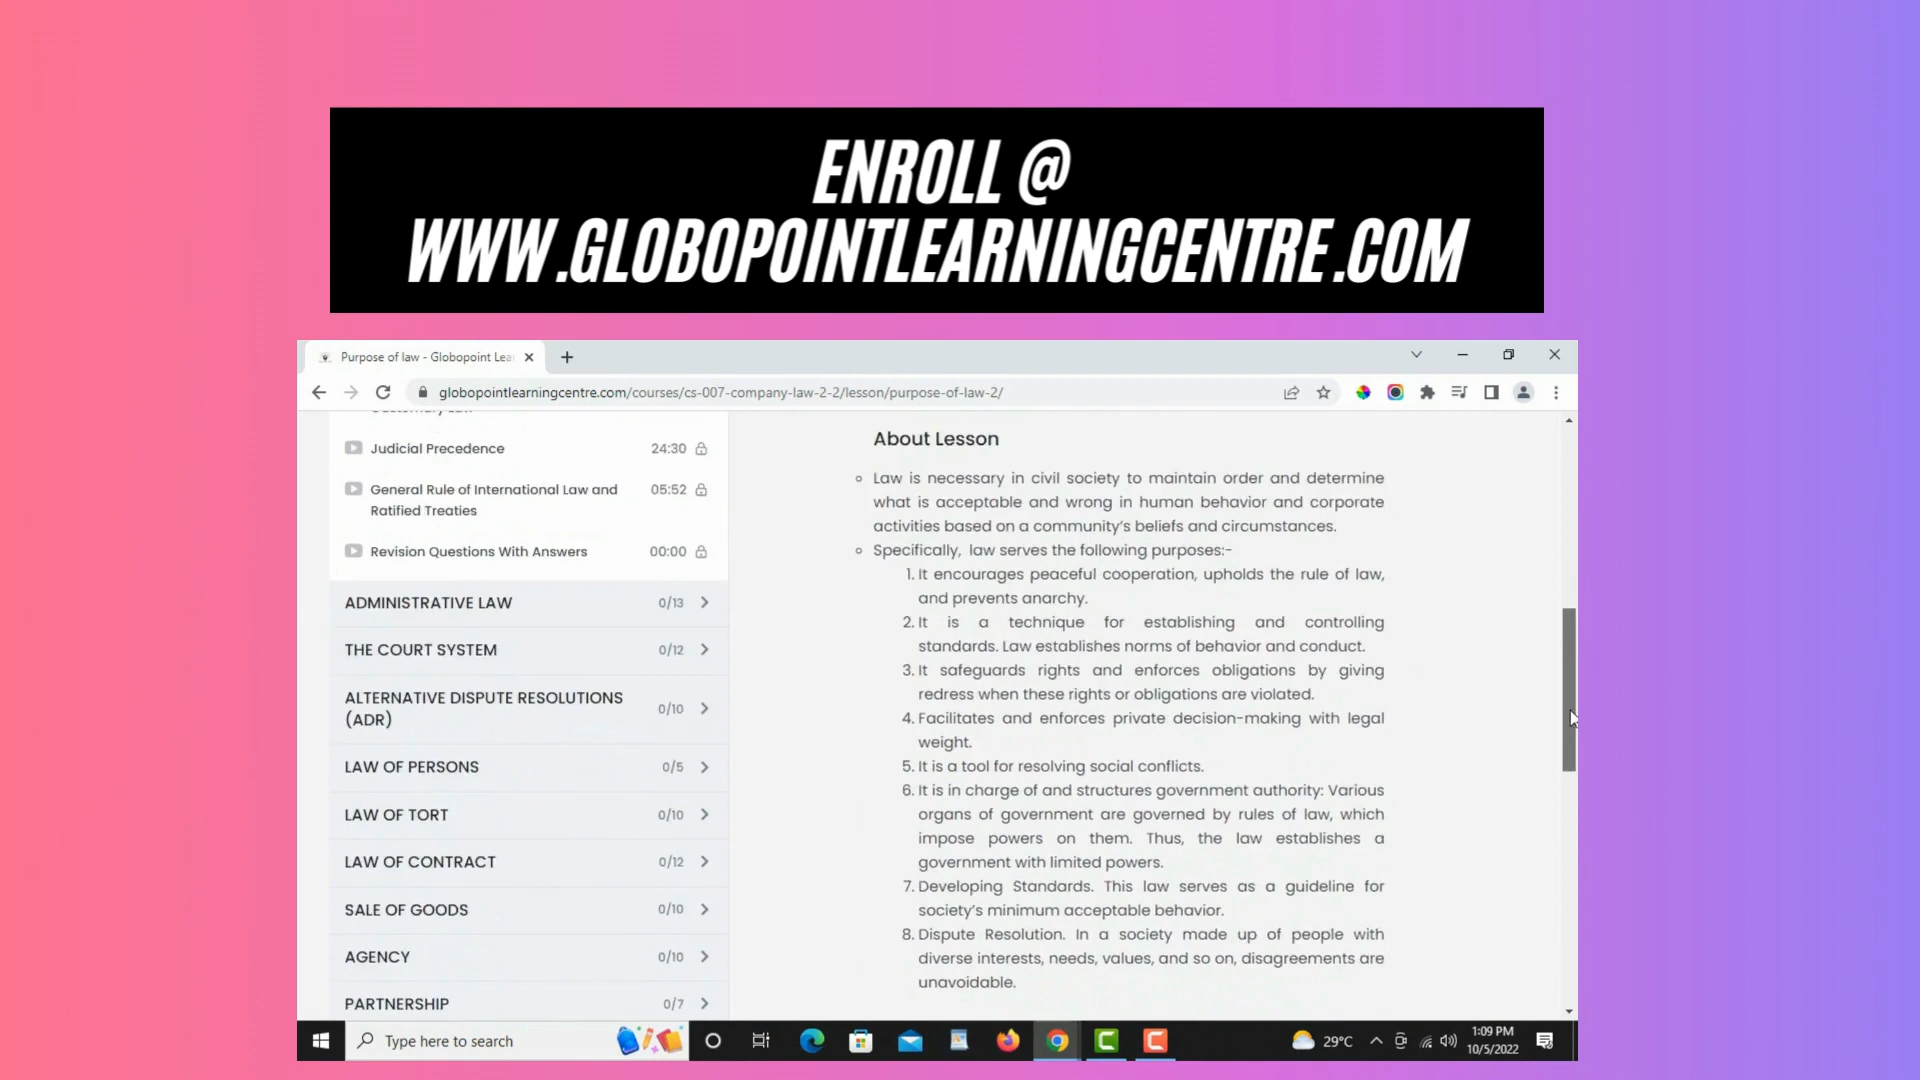 ENROLL @
WWW.GLOBOPOINTLEARNINGCENTRE.COM
Purpose of law - Globopoint Lea
globopointlearningcentre.com/courses/cs-007-company-law-2-2/lesson/purpose-of-law-2/
Judicial Precedence 24:30
General Rule of International Law and 05:52
Ratified Treaties
Revision Questions With Answers 00:00
ADMINISTRATIVE LAW 0/13
THE COURT SYSTEM 0/12
ALTERNATIVE DISPUTE RESOLUTIONS
(ADR) 0/10
LAW OF PERSONS 0/5
LAW OF TORT 0/10
LAW OF CONTRACT 0/12
SALE OF GOODS 0/10
AGENCY 0/10
PARTNERSHIP 0/7
About Lesson
Law is necessary in civil society to maintain order and determine
what is acceptable and wrong in human behavior and corporate
activities based on a community's beliefs and circumstances.
Specifically, law serves the following purposes:-
1. It encourages peaceful cooperation, upholds the rule of law,
and prevents anarchy.
2. It is a technique for establishing and controlling
standards. Law establishes norms of behavior and conduct.
3. It safeguards rights and enforces obligations by giving
redress when these rights or obligations are violated.
4. Facilitates and enforces private decision-making with legal
weight.
5. It is a tool for resolving social conflicts.
6. It is in charge of and structures government authority: Various
organs of government are governed by rules of law, which
impose powers on them. Thus, the law establishes a
government with limited powers.
7. Developing Standards. This law serves as a guideline for
society's minimum acceptable behavior.
8. Dispute Resolution. In a society made up of people with
diverse interests, needs, values, and so on, disagreements are
unavoidable.
Type here to search
29°C
1:09 PM
10/5/2022